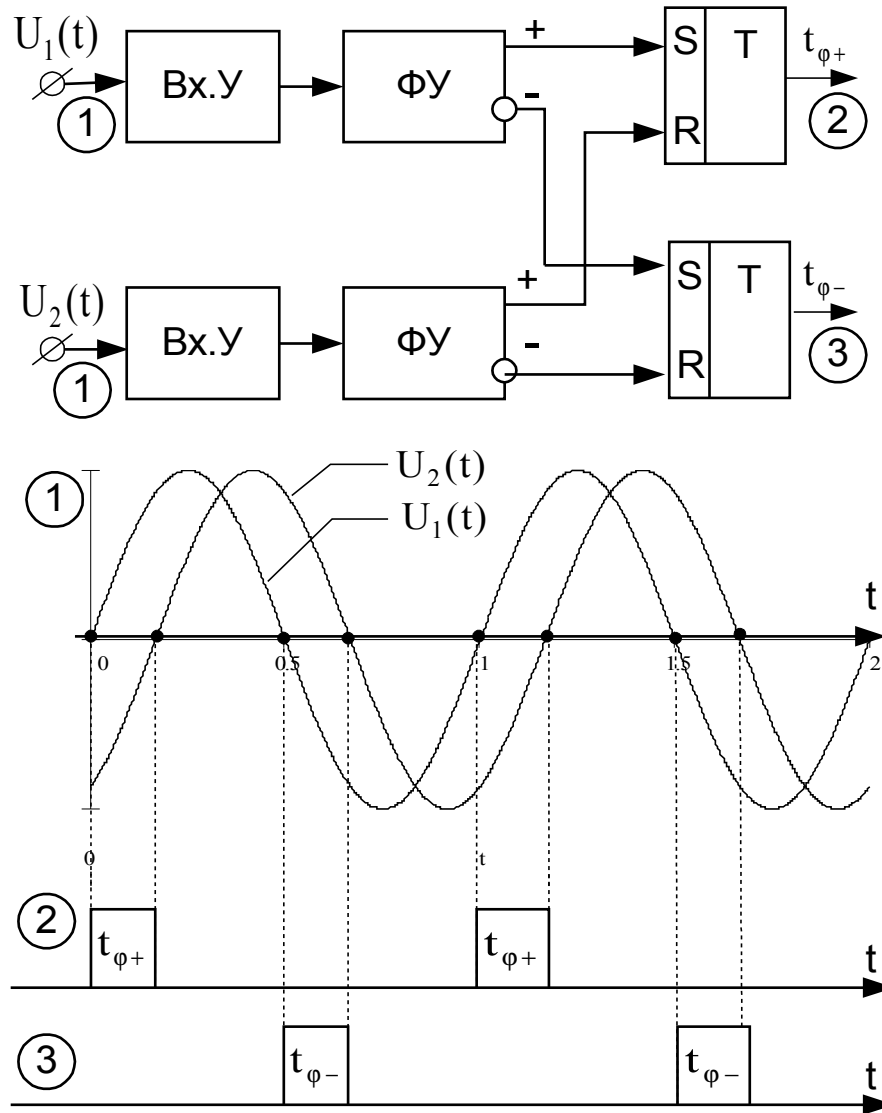 U₁(t)
1
Вх.У
ФУ
+
-
S
T
R
tφ+
2
U₂(t)
1
Вх.У
ФУ
+
-
S
T
R
tφ−
3
1
U₂(t)
U₁(t)
t
0
0.5
1
1.5
2
0
t
2
tφ+
tφ+
t
3
tφ−
tφ−
t